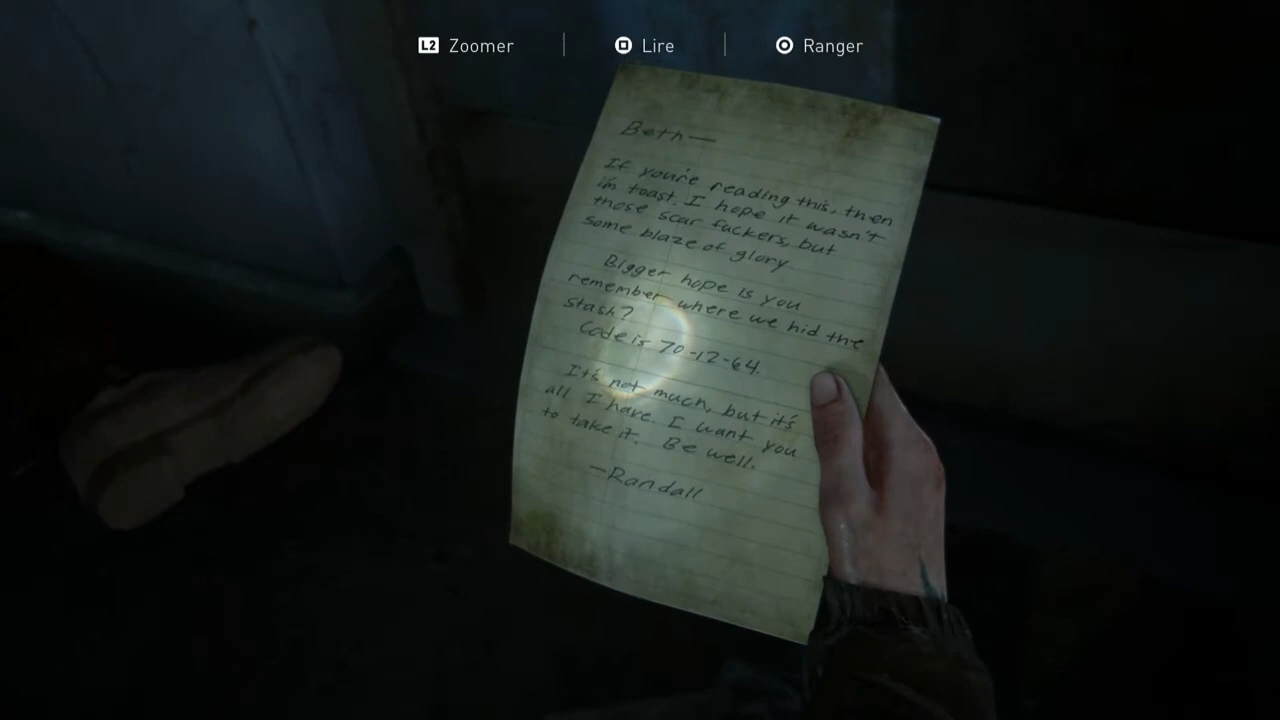 L2 Zoomer | Lire | Ranger
Beth—
If you're reading this, then
i'm toast. I hope it wasn't
those scar fuckers, but
some blaze of glory.
Bigger hope is you
remember where we hid the
stash?
Code is 70-12-64.
It's not much, but it's
all I have. I want you
to take it. Be well.
—Randall